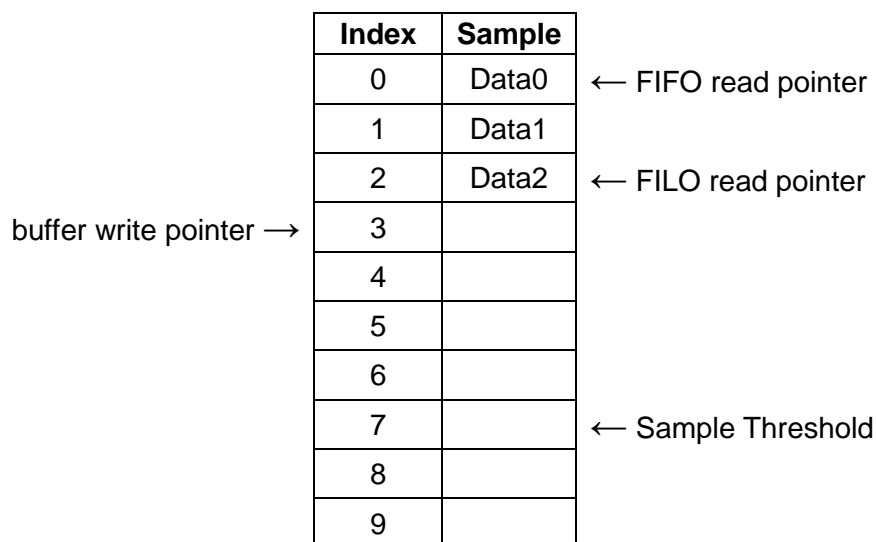 Index Sample
0 Data0 ← FIFO read pointer
1 Data1
2 Data2 ← FILO read pointer
buffer write pointer → 3
4
5
6
7 ← Sample Threshold
8
9